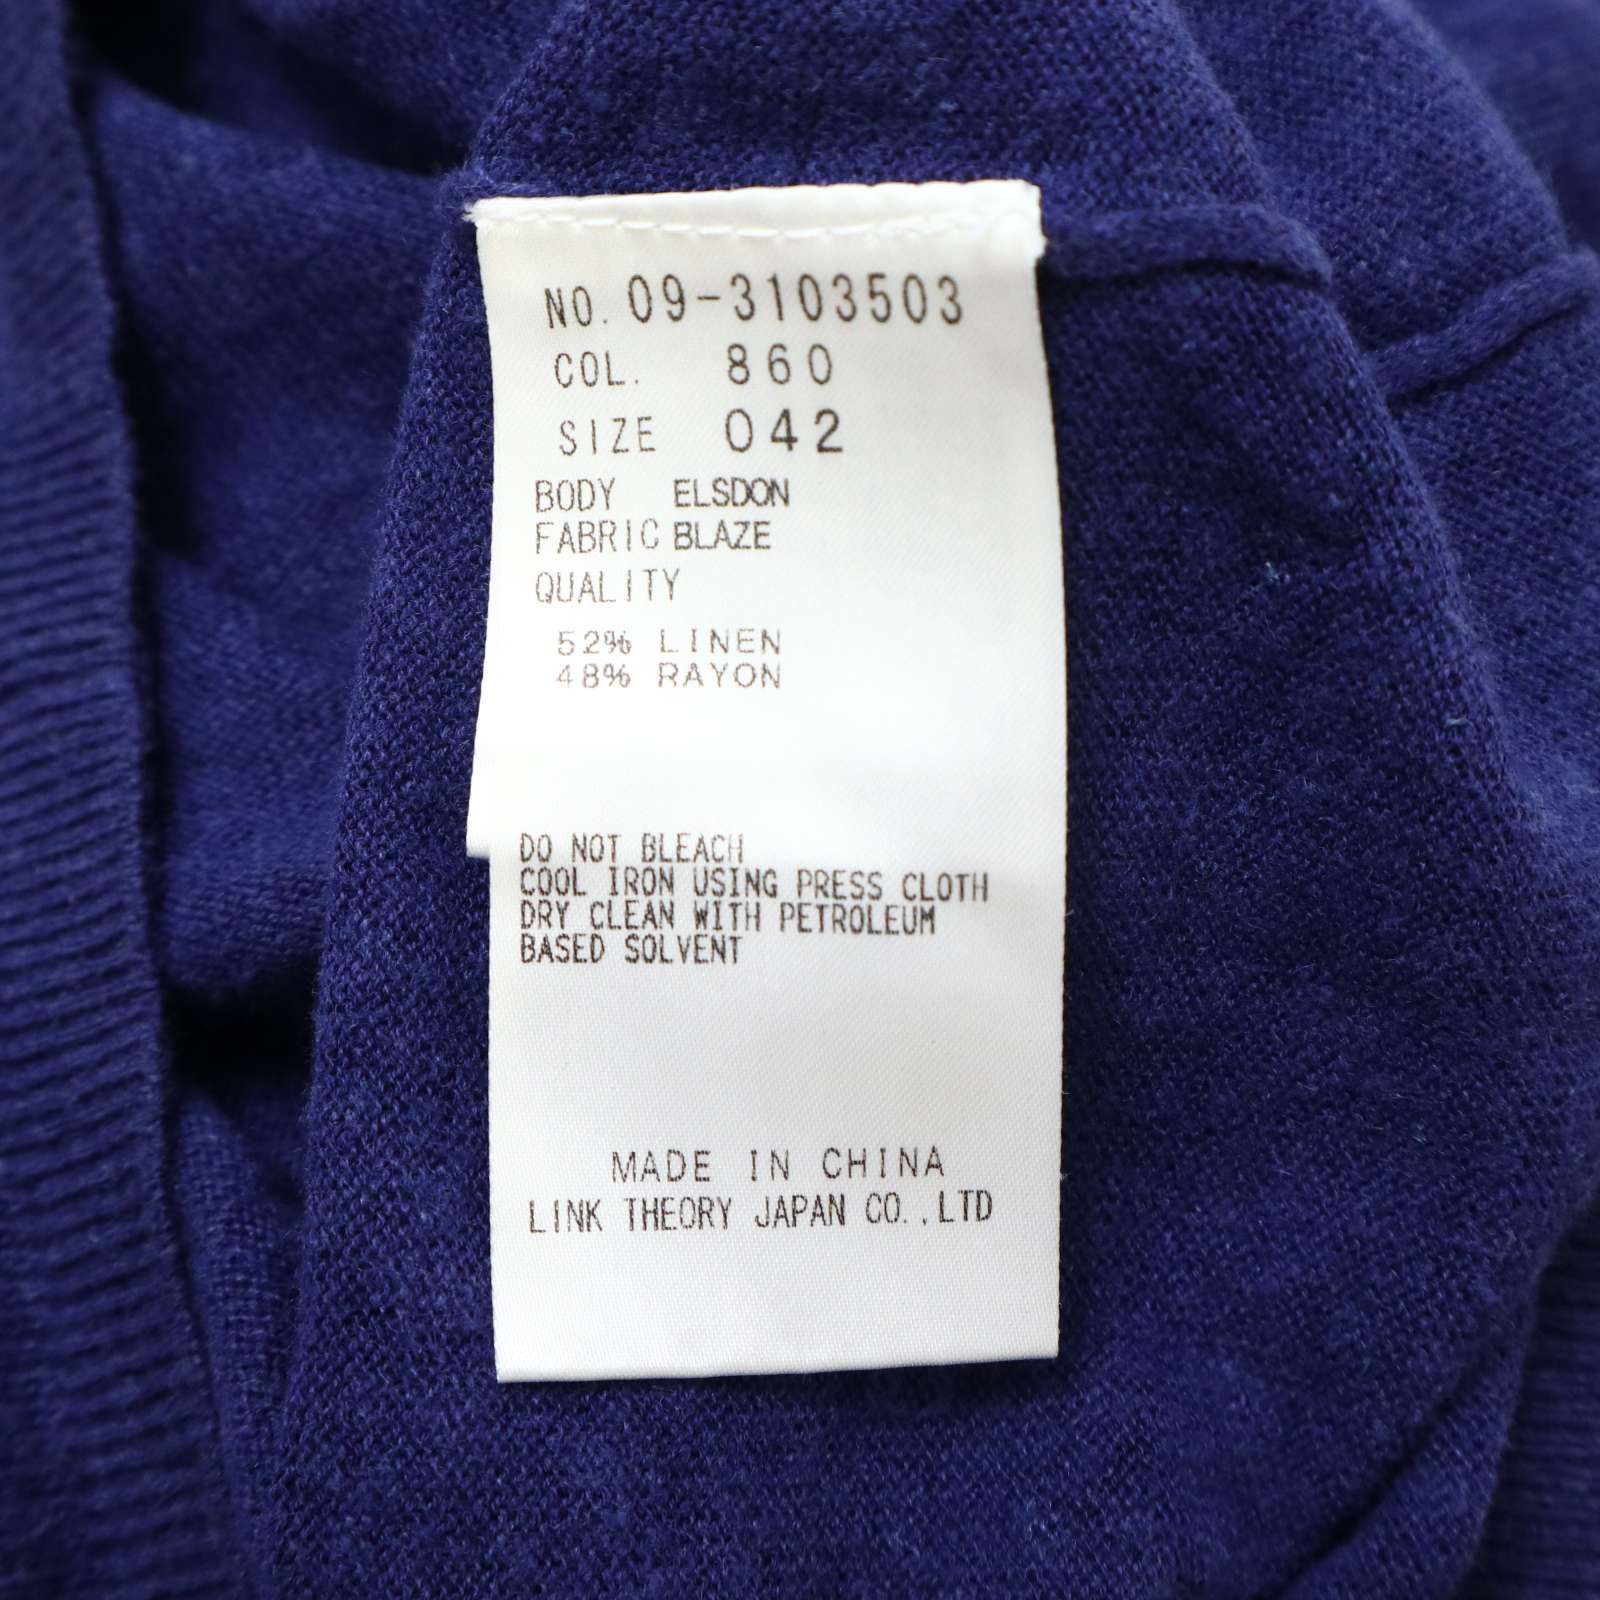 NO. 09-3103503
COL. 860
SIZE 042
BODY ELSDON
FABRIC BLAZE
QUALITY
52% LINEN
48% RAYON
DO NOT BLEACH
COOL IRON USING PRESS CLOTH
DRY CLEAN WITH PETROLEUM
BASED SOLVENT
MADE IN CHINA
LINK THEORY JAPAN CO.,LTD